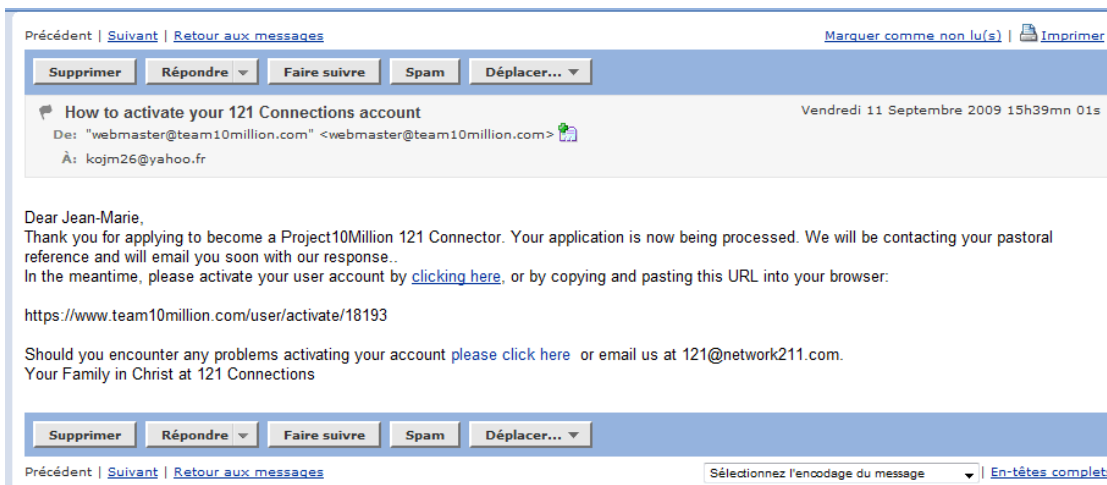 Précédent | Suivant | Retour aux messages Marquer comme non lu(s) | Imprimer
Supprimer Répondre Faire suivre Spam Déplacer...
How to activate your 121 Connections account Vendredi 11 Septembre 2009 15h39mn 01s
De: "webmaster@team10million.com" <webmaster@team10million.com>
À: kojm26@yahoo.fr
Dear Jean-Marie,
Thank you for applying to become a Project10Million 121 Connector. Your application is now being processed. We will be contacting your pastoral
reference and will email you soon with our response..
In the meantime, please activate your user account by clicking here, or by copying and pasting this URL into your browser:
https://www.team10million.com/user/activate/18193
Should you encounter any problems activating your account please click here or email us at 121@network211.com.
Your Family in Christ at 121 Connections
Supprimer Répondre Faire suivre Spam Déplacer...
Précédent | Suivant | Retour aux messages Sélectionnez l'encodage du message | En-têtes complets